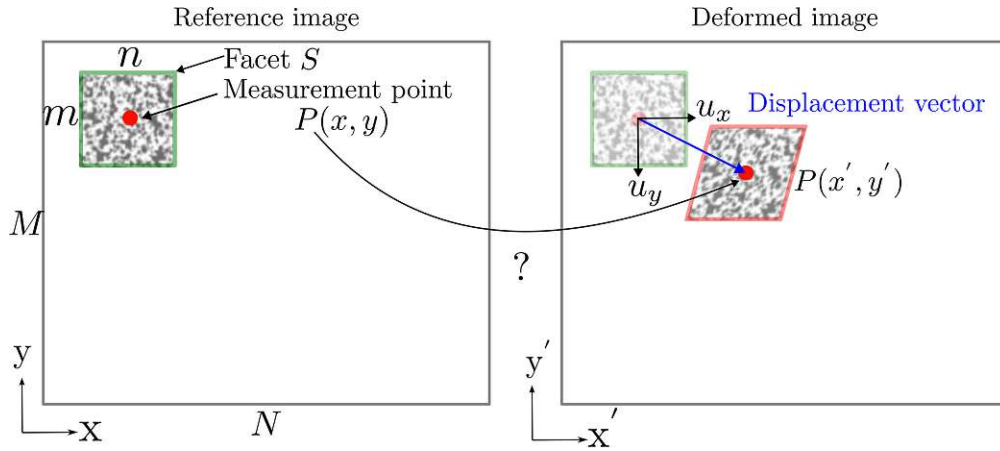 Reference image
n
Facet S
m
Measurement point
P(x, y)
M
y
x
N
?
Deformed image
u_x
Displacement vector
u_y
P(x', y')
y'
x'